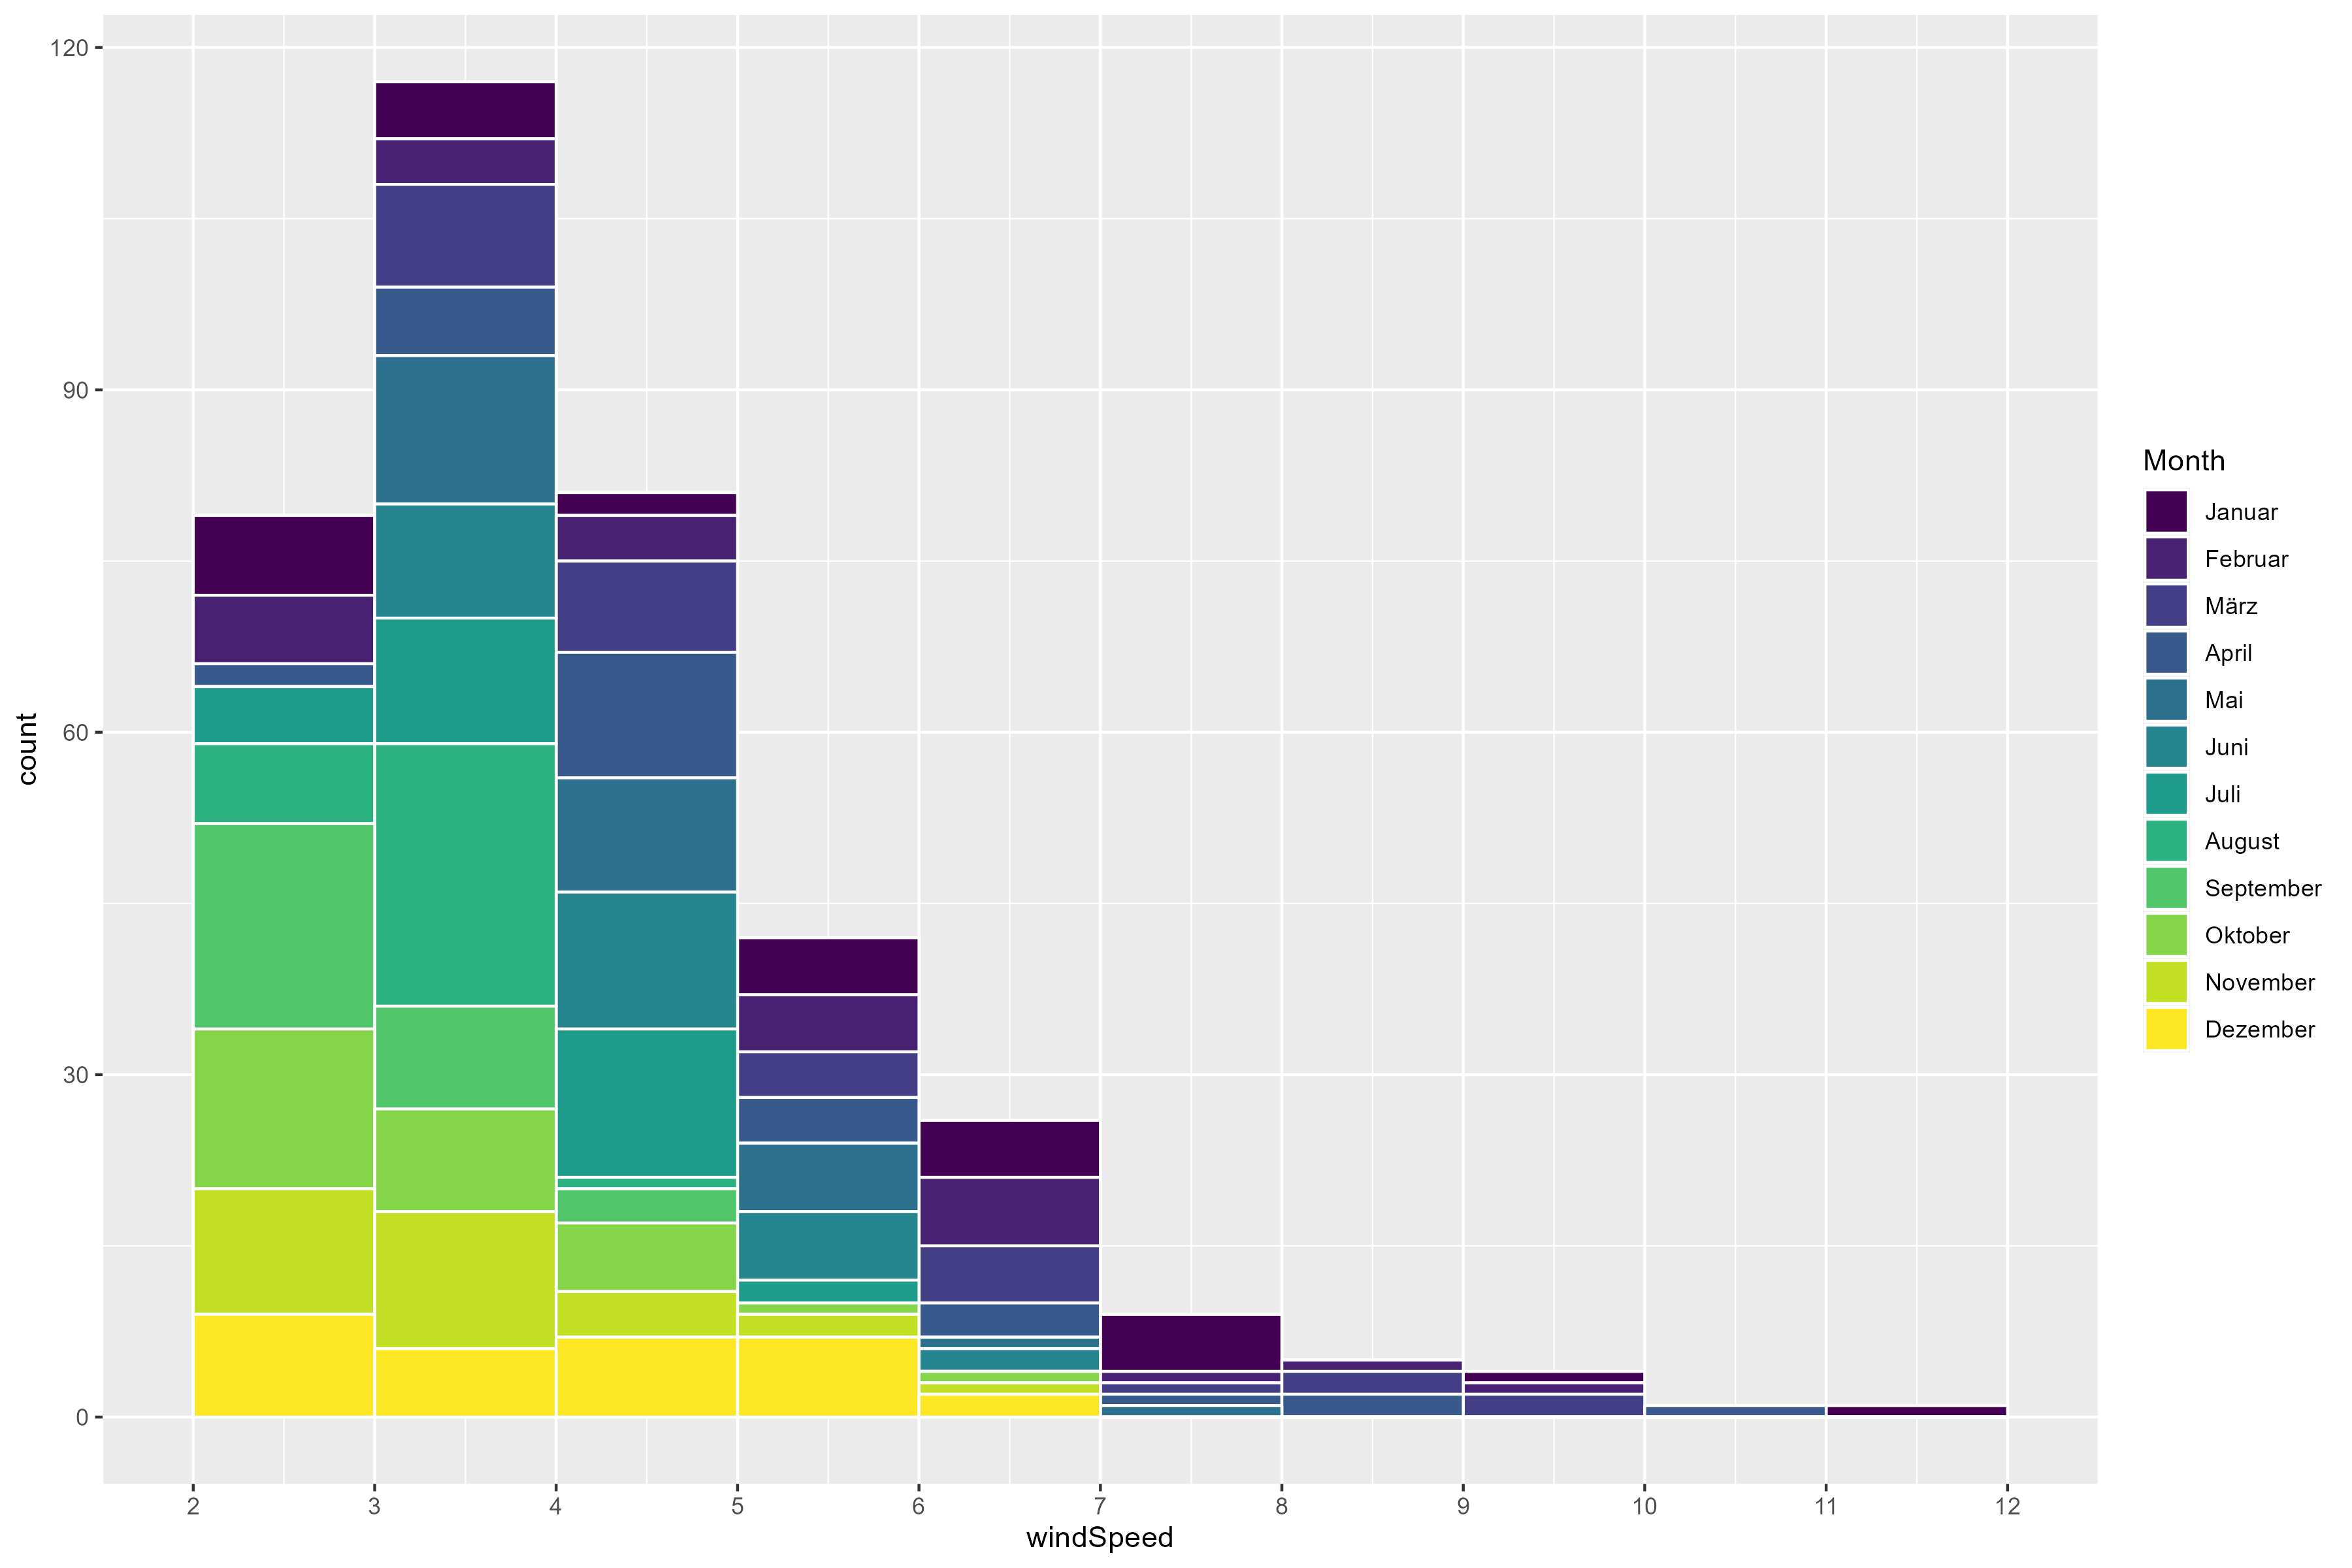 120
90
60
30
0
count
2 3 4 5 6 7 8 9 10 11 12
windSpeed
Month
Januar
Februar
März
April
Mai
Juni
Juli
August
September
Oktober
November
Dezember